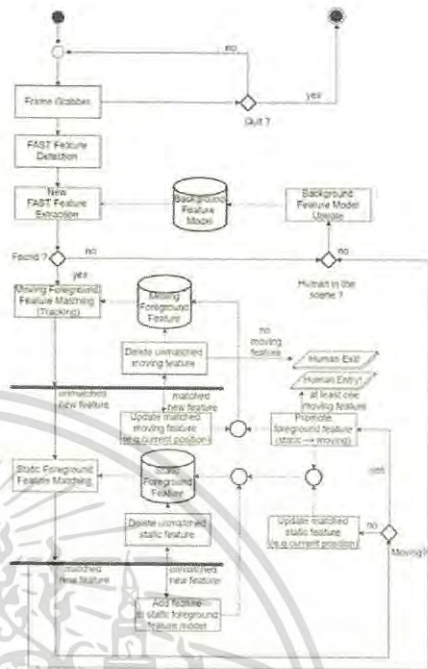 no
yes
Frame Grabber
Quit ?
FAST Feature
Detection
New
FAST Feature
Extraction
Background
Feature
Model
Background
Feature Model
Update
Found ?
no
no
yes
Human in the
scene ?
Moving Foreground
Feature Matching
(Tracking)
Moving
Foreground
Feature
no
moving
feature
Delete unmatched
moving feature
Human Exit!
Human Entry!
unmatched
new feature
matched
new feature
at least one
moving feature
Update matched
moving feature
(e.g current position)
Promote
foreground feature
(static → moving)
Static Foreground
Feature Matching
Static
Foreground
Feature
yes
Delete unmatched
static feature
Update matched
static feature
(e.g current position)
no
Moving?
matched
new feature
unmatched
new feature
Add feature
to static foreground
feature model